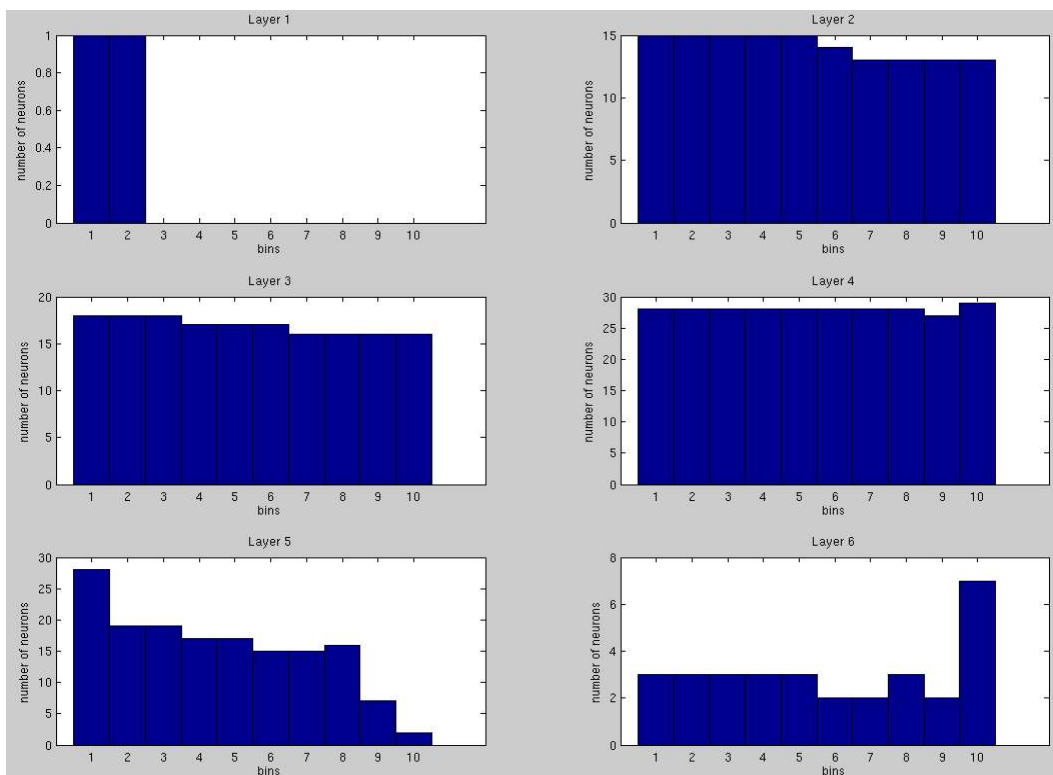 Layer 1
number of neurons
1
0.8
0.6
0.4
0.2
0
1 2 3 4 5 6 7 8 9 10
bins
Layer 2
number of neurons
15
10
5
0
1 2 3 4 5 6 7 8 9 10
bins
Layer 3
number of neurons
20
15
10
5
0
1 2 3 4 5 6 7 8 9 10
bins
Layer 4
number of neurons
30
25
20
15
10
5
0
1 2 3 4 5 6 7 8 9 10
bins
Layer 5
number of neurons
30
25
20
15
10
5
0
1 2 3 4 5 6 7 8 9 10
bins
Layer 6
number of neurons
8
6
4
2
0
1 2 3 4 5 6 7 8 9 10
bins